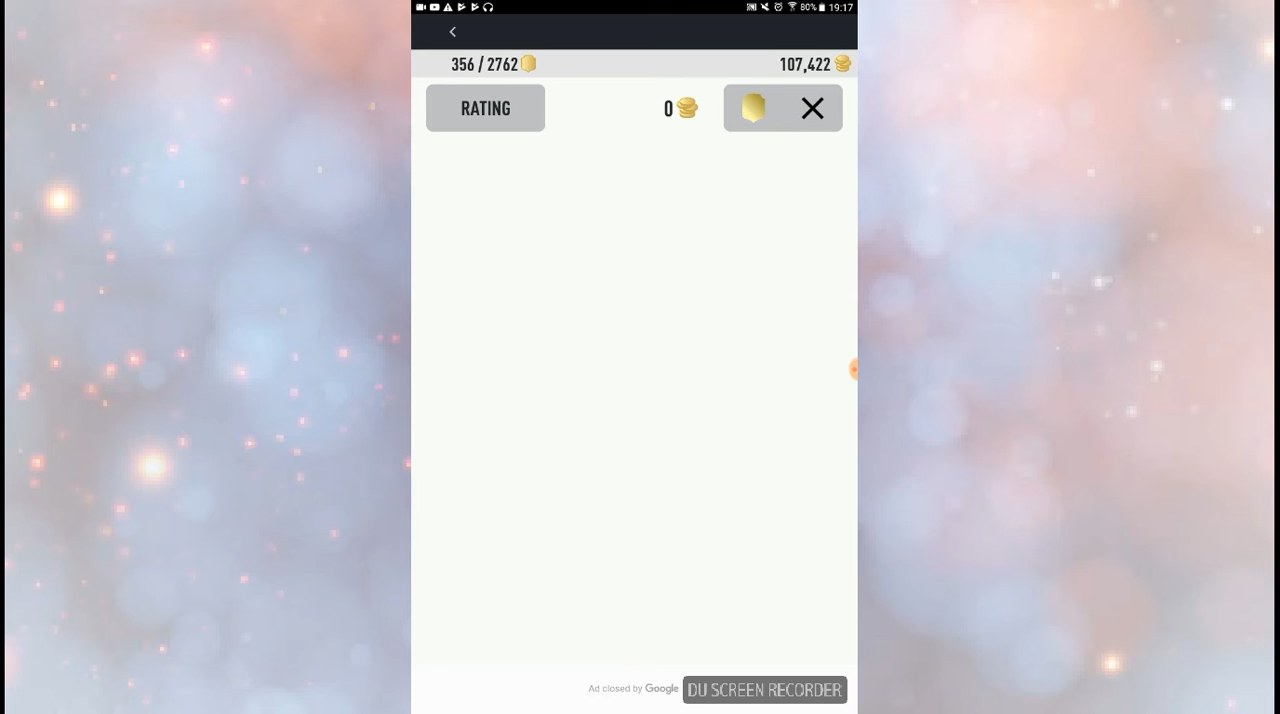 80% 19:17
356 / 2762 107,422
RATING 0
Ad closed by Google
DU SCREEN RECORDER